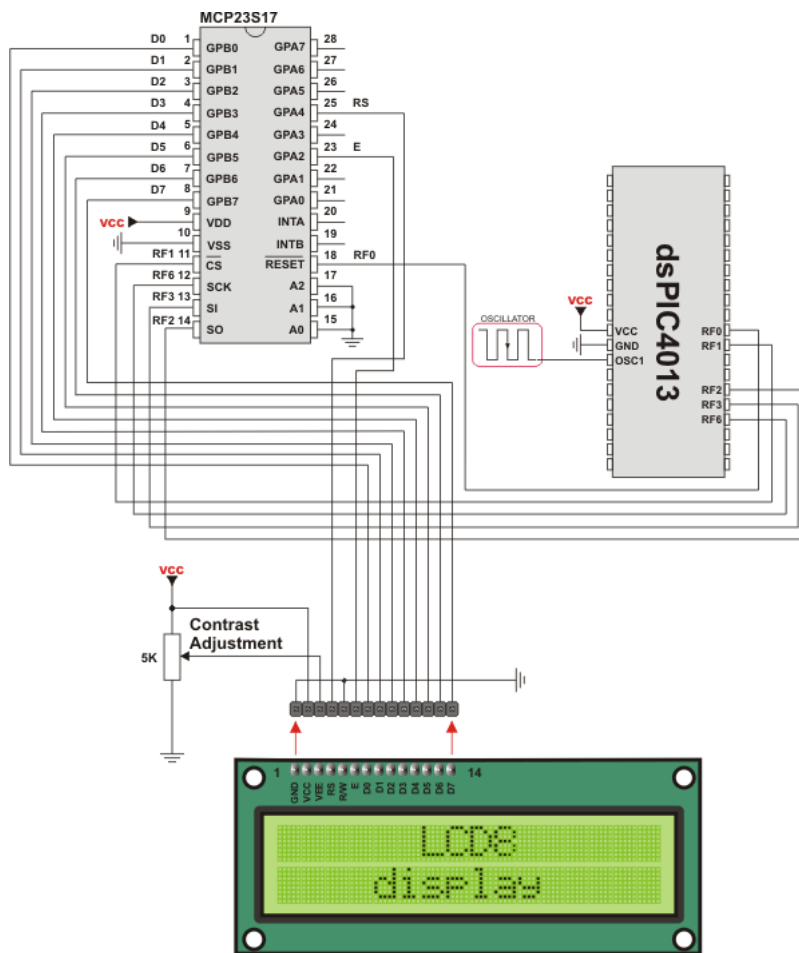 MCP23S17
D0 1 GPB0 GPA7 28
D1 2 GPB1 GPA6 27
D2 3 GPB2 GPA5 26
D3 4 GPB3 GPA4 25 RS
D4 5 GPB4 GPA3 24
D5 6 GPB5 GPA2 23 E
D6 7 GPB6 GPA1 22
D7 8 GPB7 GPA0 21
vcc 9 VDD INTA 20
10 VSS INTB 19
RF1 11 CS RESET 18 RF0
RF6 12 SCK A2 17
RF3 13 SI A1 16
RF2 14 SO A0 15
dsPIC4013
vcc
OSCILLATOR
VCC RF0
GND RF1
OSC1
RF2
RF3
RF6
vcc
Contrast
Adjustment
5K
1 14
GND VCC VEE RS R/W E D0 D1 D2 D3 D4 D5 D6 D7
LCD8
display